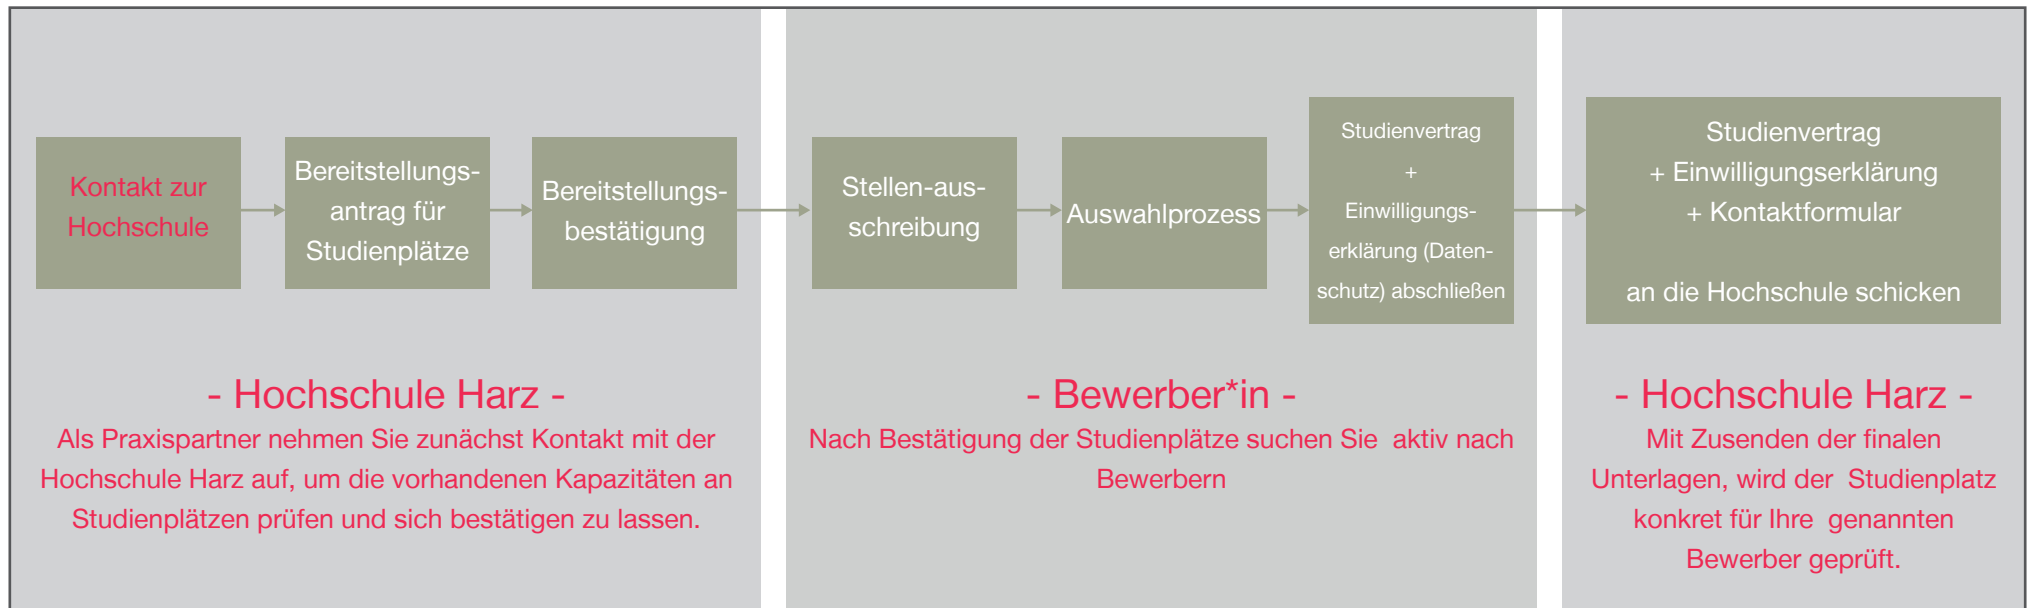 Kontakt zur
Hochschule
Bereitstellungs-
antrag für
Studienplätze
Bereitstellungs-
bestätigung
Stellen-aus-
schreibung
Auswahlprozess
Studienvertrag
+
Einwilligungs-
erklärung (Daten-
schutz) abschließen
Studienvertrag
+ Einwilligungserklärung
+ Kontaktformular
an die Hochschule schicken
- Hochschule Harz -
Als Praxispartner nehmen Sie zunächst Kontakt mit der
Hochschule Harz auf, um die vorhandenen Kapazitäten an
Studienplätzen prüfen und sich bestätigen zu lassen.
- Bewerber*in -
Nach Bestätigung der Studienplätze suchen Sie  aktiv nach
Bewerbern
- Hochschule Harz -
Mit Zusenden der finalen
Unterlagen, wird der  Studienplatz
konkret für Ihre  genannten
Bewerber geprüft.